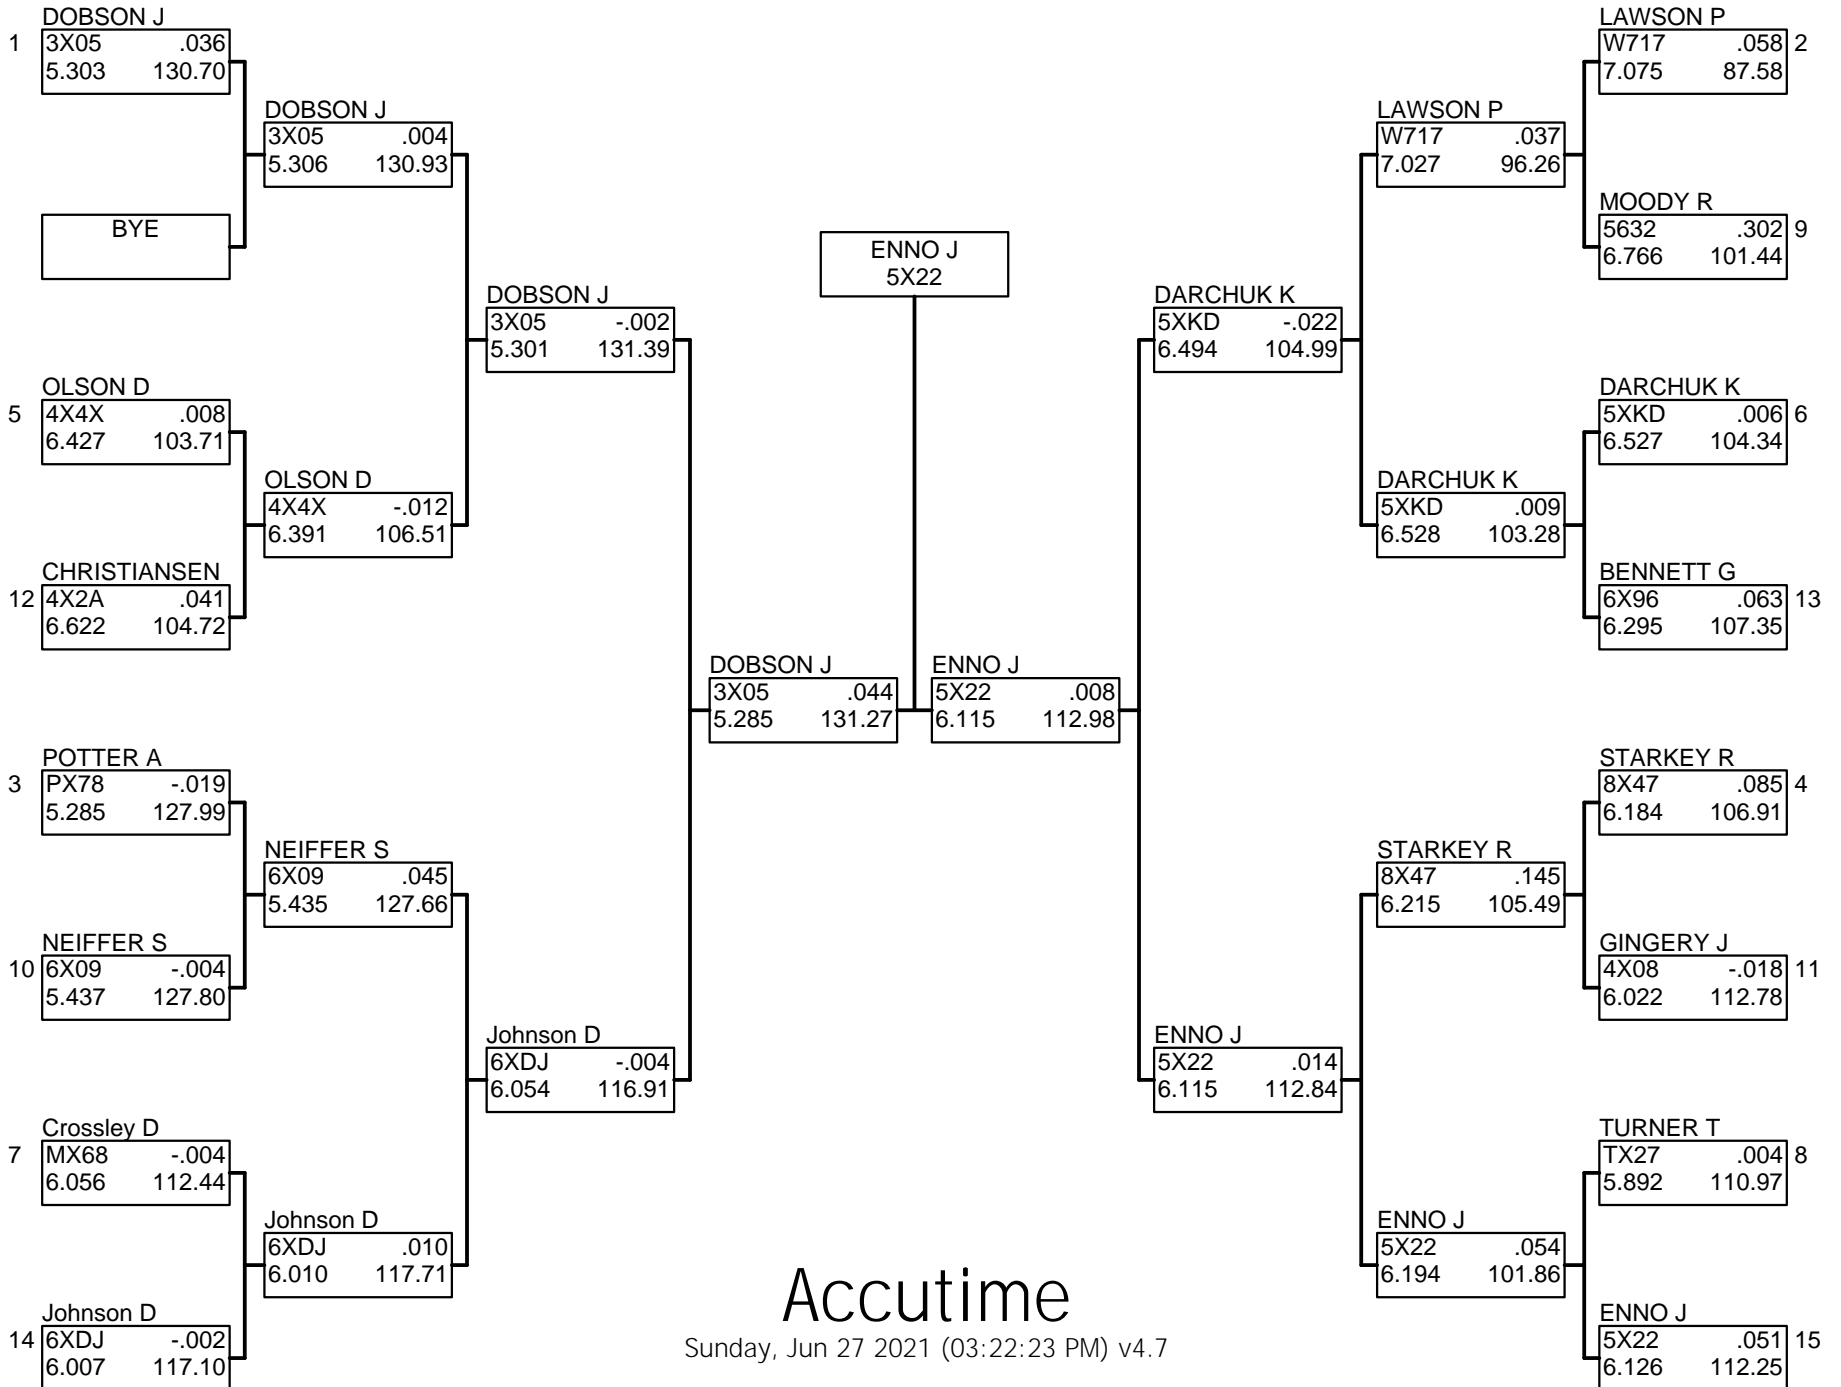 DOBSON J
1 3X05 .036
5.303 130.70
BYE
OLSON D
5 4X4X .008
6.427 103.71
CHRISTIANSEN
12 4X2A .041
6.622 104.72
POTTER A
3 PX78 -.019
5.285 127.99
NEIFFER S
10 6X09 -.004
5.437 127.80
Crossley D
7 MX68 -.004
6.056 112.44
Johnson D
14 6XDJ -.002
6.007 117.10
DOBSON J
3X05 .004
5.306 130.93
OLSON D
4X4X -.012
6.391 106.51
NEIFFER S
6X09 .045
5.435 127.66
Johnson D
6XDJ .010
6.010 117.71
DOBSON J
3X05 -.002
5.301 131.39
Johnson D
6XDJ -.004
6.054 116.91
DOBSON J
3X05 .044
5.285 131.27
ENNO J
5X22
ENNO J
5X22 .008
6.115 112.98
DARCHUK K
5XKD -.022
6.494 104.99
ENNO J
5X22 .014
6.115 112.84
LAWSON P
W717 .037
7.027 96.26
DARCHUK K
5XKD .009
6.528 103.28
STARKEY R
8X47 .145
6.215 105.49
ENNO J
5X22 .054
6.194 101.86
LAWSON P
W717 .058 2
7.075 87.58
MOODY R
5632 .302 9
6.766 101.44
DARCHUK K
5XKD .006 6
6.527 104.34
BENNETT G
6X96 .063 13
6.295 107.35
STARKEY R
8X47 .085 4
6.184 106.91
GINGERY J
4X08 -.018 11
6.022 112.78
TURNER T
TX27 .004 8
5.892 110.97
ENNO J
5X22 .051 15
6.126 112.25
Accutime
Sunday, Jun 27 2021 (03:22:23 PM) v4.7